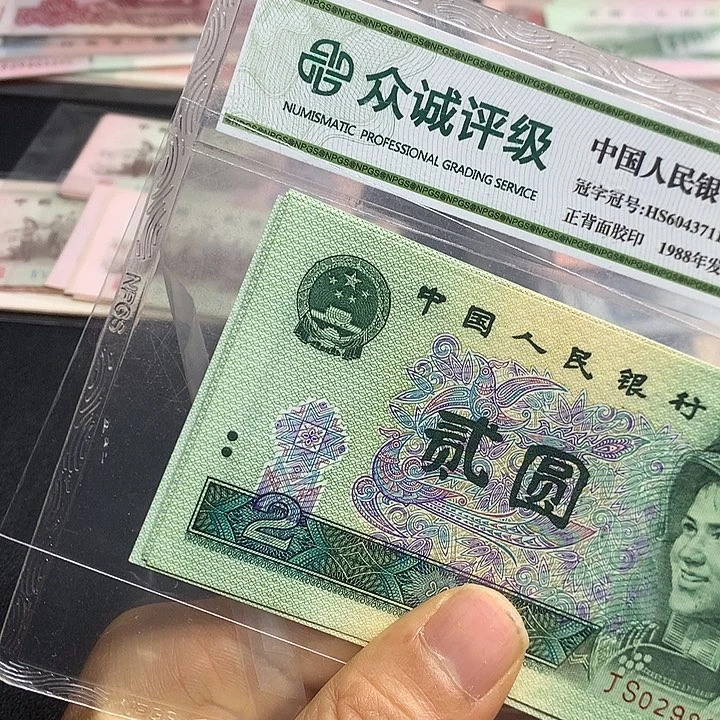 众诚评级
NUMISMATIC PROFESSIONAL GRADING SERVICE
中国人民银
冠字冠号:HS604371
正背面胶印 1988年发
中国人民银行
贰圆
2
JS0298
NPGS